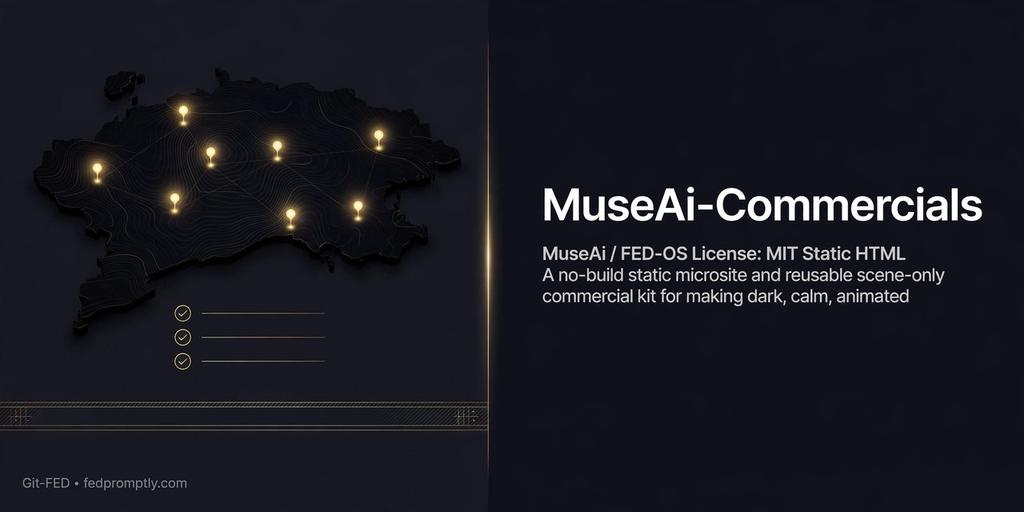 MuseAi-Commercials
MuseAi / FED-OS License: MIT Static HTML
A no-build static microsite and reusable scene-only
commercial kit for making dark, calm, animated
Git-FED • fedpromptly.com